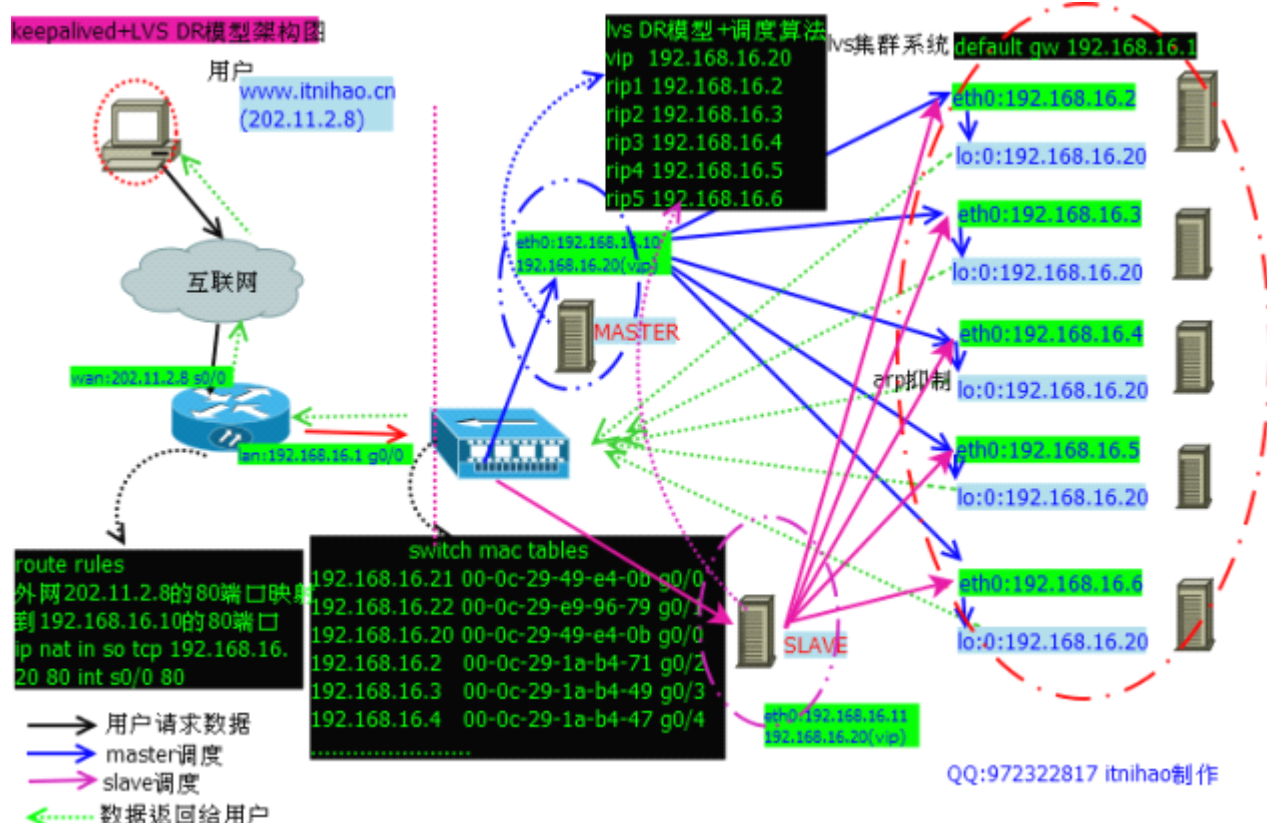 keepalived+LVS DR模型架构图
用户
www.itnihao.cn
(202.11.2.8)
互联网
wan:202.11.2.8 s0/0
lan:192.168.16.1 g0/0
lvs DR模型+调度算法
vip 192.168.16.20
rip1 192.168.16.2
rip2 192.168.16.3
rip3 192.168.16.4
rip4 192.168.16.5
rip5 192.168.16.6
eth0:192.168.16.10
192.168.16.20(vip)
MASTER
lvs集群系统
default gw 192.168.16.1
eth0:192.168.16.2
lo:0:192.168.16.20
eth0:192.168.16.3
lo:0:192.168.16.20
eth0:192.168.16.4
arp抑制
lo:0:192.168.16.20
eth0:192.168.16.5
lo:0:192.168.16.20
eth0:192.168.16.6
lo:0:192.168.16.20
route rules
外网202.11.2.8的80端口映射
到192.168.16.10的80端口
ip nat in so tcp 192.168.16.
20 80 int s0/0 80
switch mac tables
192.168.16.21 00-0c-29-49-e4-0b g0/0
192.168.16.22 00-0c-29-e9-96-79 g0/1
192.168.16.20 00-0c-29-49-e4-0b g0/0
192.168.16.2 00-0c-29-1a-b4-71 g0/2
192.168.16.3 00-0c-29-1a-b4-49 g0/3
192.168.16.4 00-0c-29-1a-b4-47 g0/4
.......................
SLAVE
eth0:192.168.16.11
192.168.16.20(vip)
用户请求数据
master调度
slave调度
数据返回给用户
QQ:972322817 itnihao制作